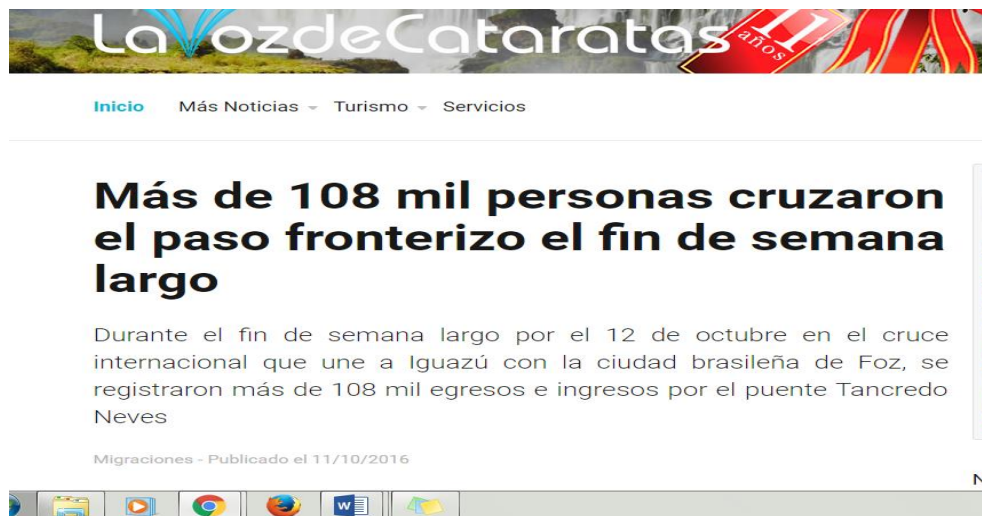 LaVozdeCataratas 11 años
Inicio Más Noticias Turismo Servicios
Más de 108 mil personas cruzaron
el paso fronterizo el fin de semana
largo
Durante el fin de semana largo por el 12 de octubre en el cruce
internacional que une a Iguazú con la ciudad brasileña de Foz, se
registraron más de 108 mil egresos e ingresos por el puente Tancredo
Neves
Migraciones - Publicado el 11/10/2016
N
W